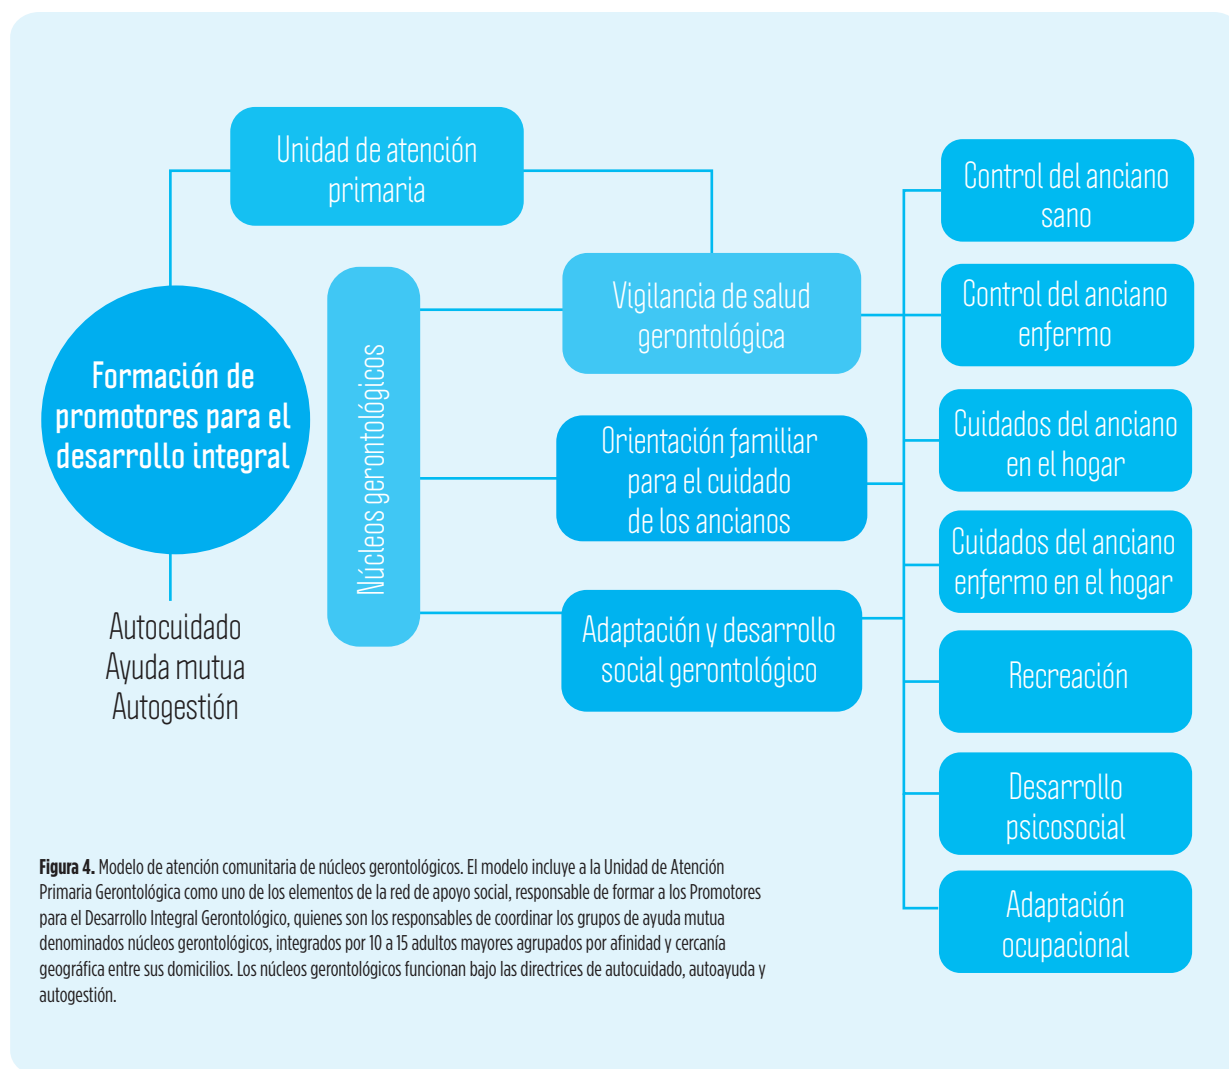 Unidad de atención
primaria
Formación de
promotores para el
desarrollo integral
Autocuidado
Ayuda mutua
Autogestión
Núcleos gerontológicos
Vigilancia de salud
gerontológica
Orientación familiar
para el cuidado
de los ancianos
Adaptación y desarrollo
social gerontológico
Control del anciano
sano
Control del anciano
enfermo
Cuidados del anciano
en el hogar
Cuidados del anciano
enfermo en el hogar
Recreación
Desarrollo
psicosocial
Adaptación
ocupacional
Figura 4. Modelo de atención comunitaria de núcleos gerontológicos. El modelo incluye a la Unidad de Atención
Primaria Gerontológica como uno de los elementos de la red de apoyo social, responsable de formar a los Promotores
para el Desarrollo Integral Gerontológico, quienes son los responsables de coordinar los grupos de ayuda mutua
denominados núcleos gerontológicos, integrados por 10 a 15 adultos mayores agrupados por afinidad y cercanía
geográfica entre sus domicilios. Los núcleos gerontológicos funcionan bajo las directrices de autocuidado, autoayuda y
autogestión.